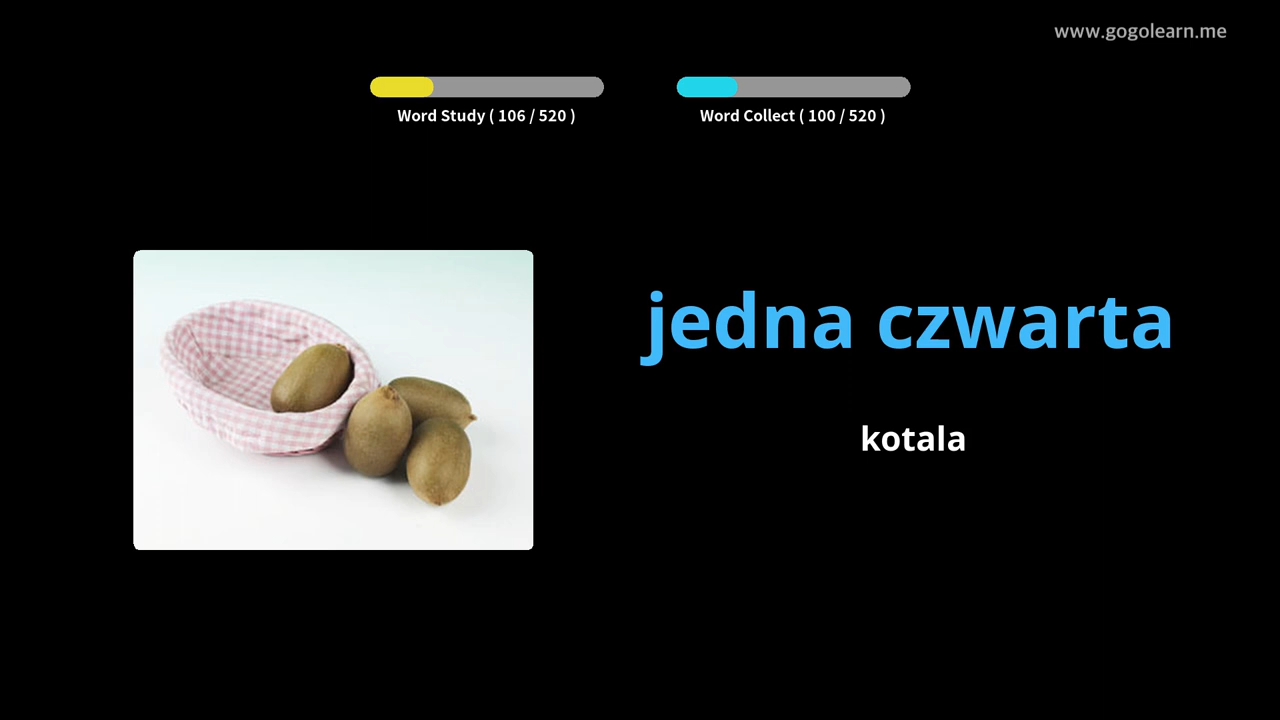 www.gogolearn.me
Word Study ( 106 / 520 )
Word Collect ( 100 / 520 )
jedna czwarta
kotala